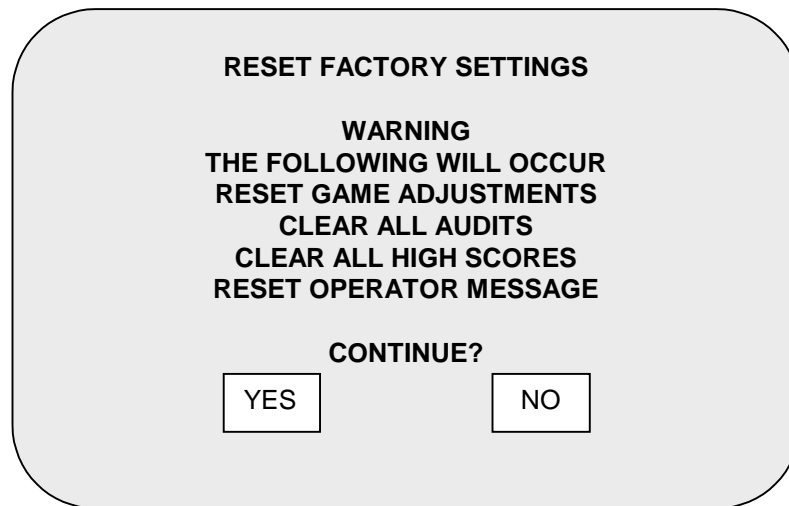 RESET FACTORY SETTINGS
WARNING
THE FOLLOWING WILL OCCUR
RESET GAME ADJUSTMENTS
CLEAR ALL AUDITS
CLEAR ALL HIGH SCORES
RESET OPERATOR MESSAGE
CONTINUE?
YES NO